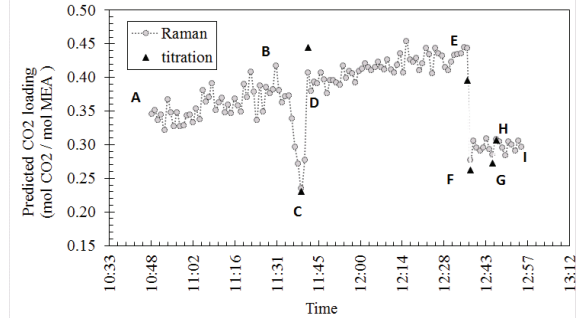 0.50
0.45
0.40
0.35
0.30
0.25
0.20
0.15
Predicted CO2 loading
(mol CO2 / mol MEA )
Raman
titration
A
B
C
D
E
F
G
H
I
10:33
10:48
11:02
11:16
11:31
11:45
12:00
12:14
12:28
12:43
12:57
13:12
Time